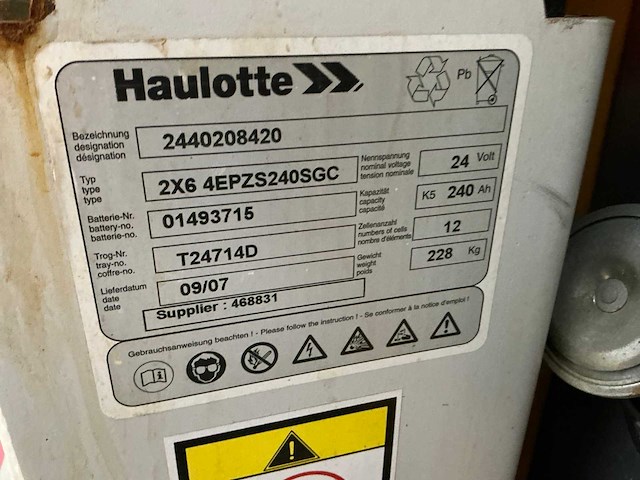 Haulotte
Pb
Bezeichnung
designation
désignation
2440208420
Typ
type
type
2X6 4EPZS240SGC
Nennspannung
nominal voltage
tension nominale
24 Volt
Batterie-Nr.
battery-no.
batterie-no.
01493715
Kapazität
capacity
capacité
K5 240 Ah
Trog-Nr.
tray-no.
coffre-no.
T24714D
Zellenanzahl
numbers of cells
nombre d'éléments
12
Lieferdatum
date
date
09/07
Gewicht
weight
poids
228 Kg
Supplier : 468831
Gebrauchsanweisung beachten ! - Please follow the instruction ! - Se conformer à la notice d'emploi !